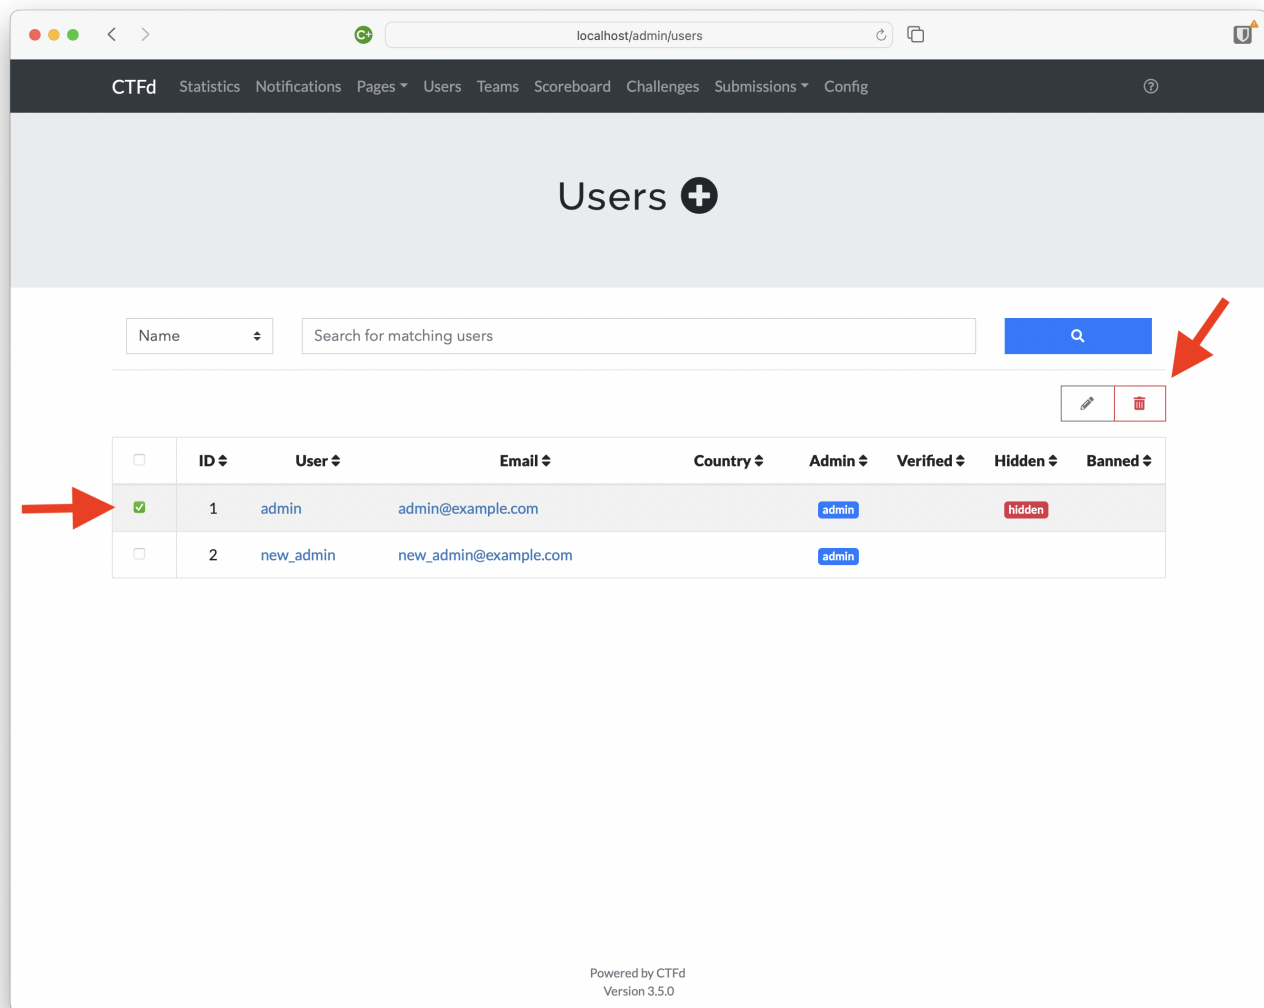 C+
localhost/admin/users
CTFd Statistics Notifications Pages Users Teams Scoreboard Challenges Submissions Config
Users
Name Search for matching users
ID User Email Country Admin Verified Hidden Banned
1 admin admin@example.com admin hidden
2 new_admin new_admin@example.com admin
Powered by CTFd
Version 3.5.0